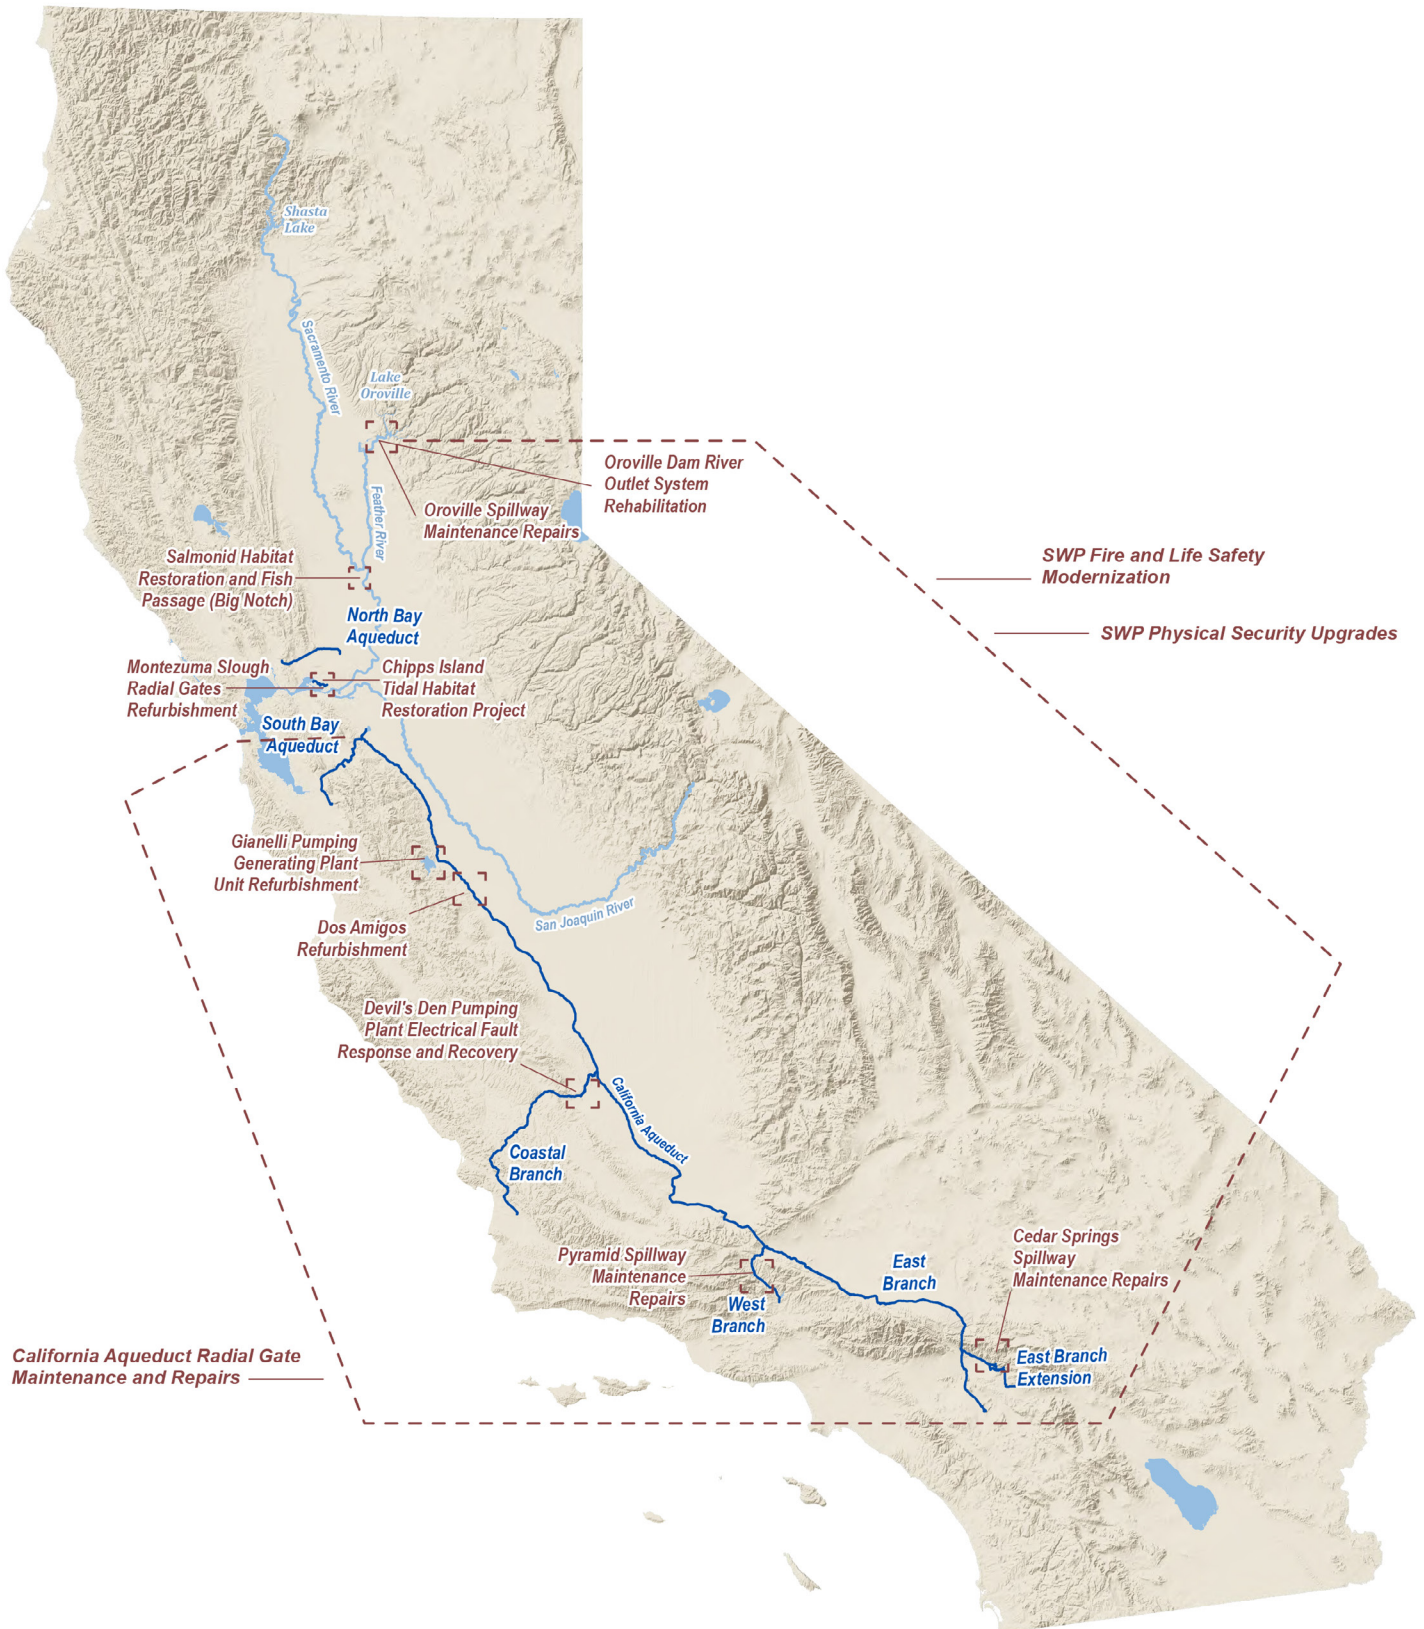 Shasta
Lake
Sacramento River
Lake
Oroville
Oroville Dam River
Outlet System
Rehabilitation
Feather River
Oroville Spillway
Maintenance Repairs
SWP Fire and Life Safety
Modernization
Salmonid Habitat
Restoration and Fish
Passage (Big Notch)
North Bay
Aqueduct
SWP Physical Security Upgrades
Montezuma Slough
Radial Gates
Refurbishment
Chipps Island
Tidal Habitat
Restoration Project
South Bay
Aqueduct
Gianelli Pumping
Generating Plant
Unit Refurbishment
San Joaquin River
Dos Amigos
Refurbishment
Devil's Den Pumping
Plant Electrical Fault
Response and Recovery
California Aqueduct
Coastal
Branch
Pyramid Spillway
Maintenance
Repairs
West
Branch
East
Branch
Cedar Springs
Spillway
Maintenance Repairs
East Branch
Extension
California Aqueduct Radial Gate
Maintenance and Repairs